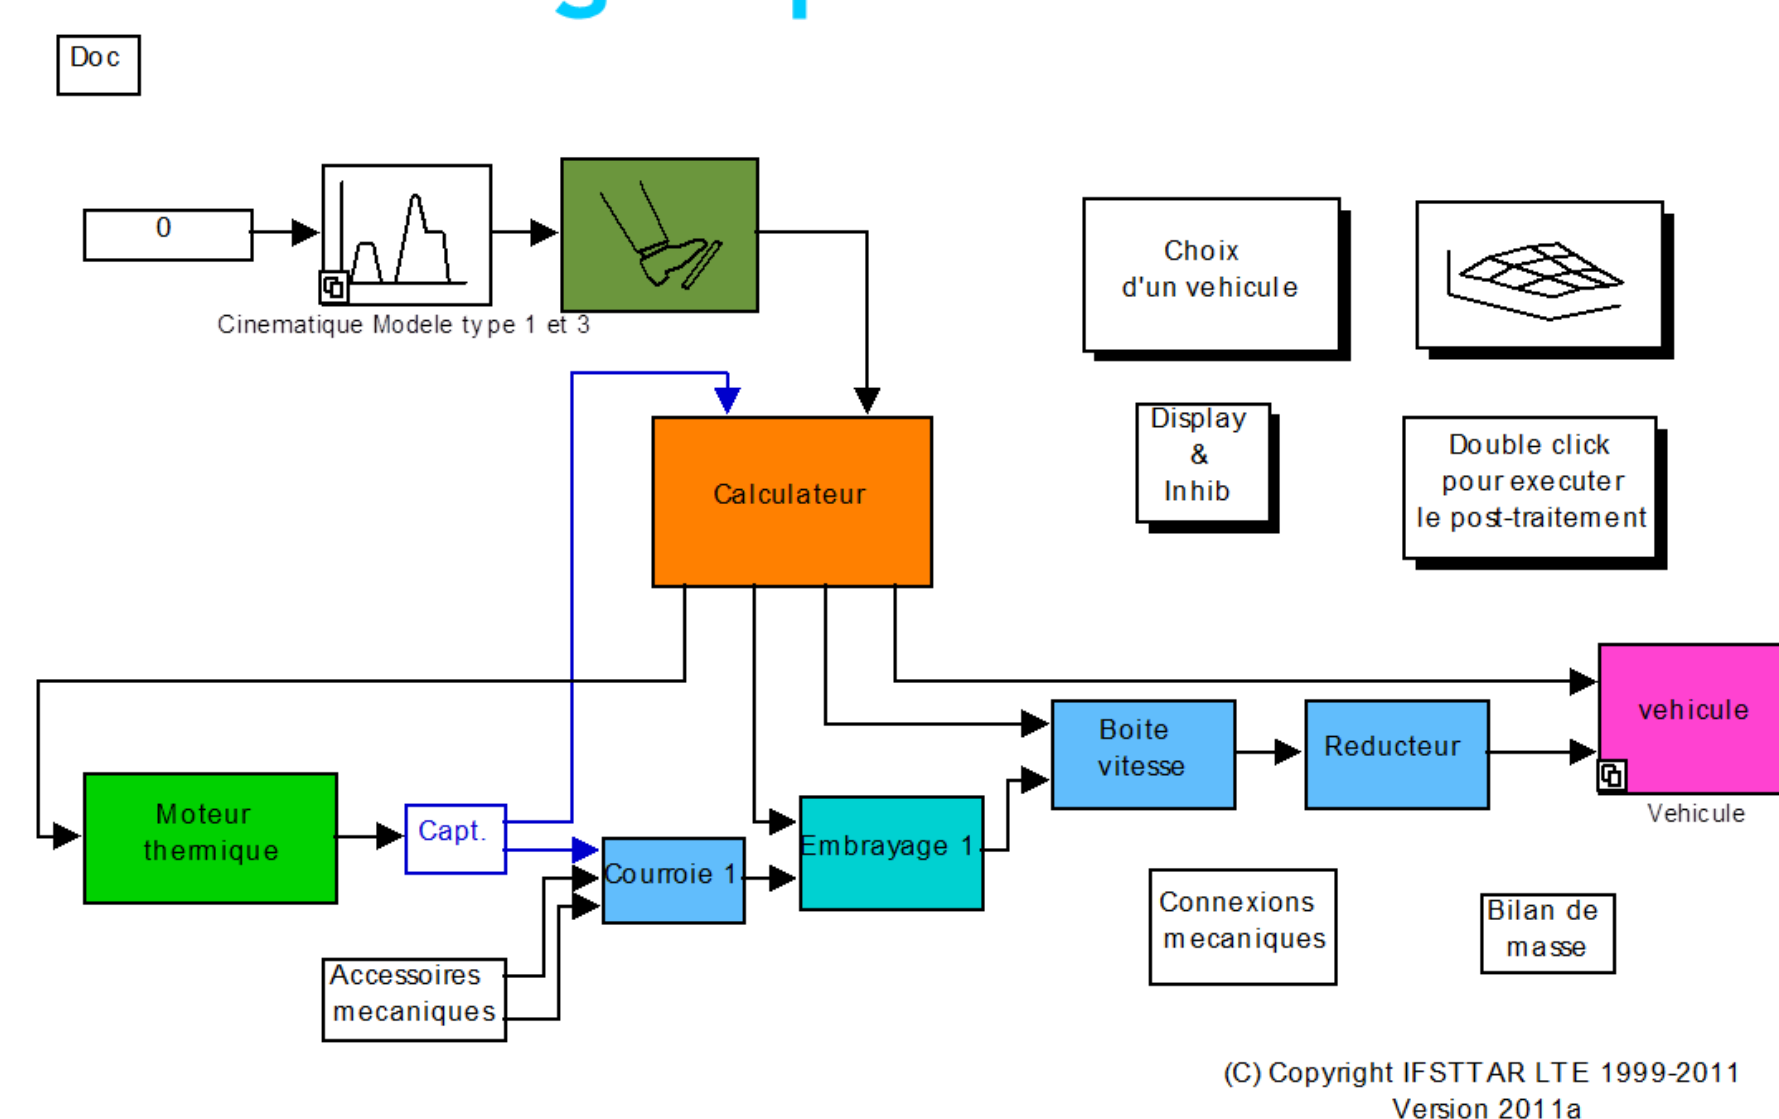 Doc
0
Cinematique Modele type 1 et 3
Choix
d'un vehicule
Display
&
Inhib
Double click
pour executer
le post-traitement
Calculateur
vehicule
Vehicule
Boite
vitesse
Reducteur
Moteur
thermique
Capt.
Courroie 1
Embrayage 1
Accessoires
mecaniques
Connexions
mecaniques
Bilan de
masse
(C) Copyright IFSTTAR LTE 1999-2011
Version 2011a